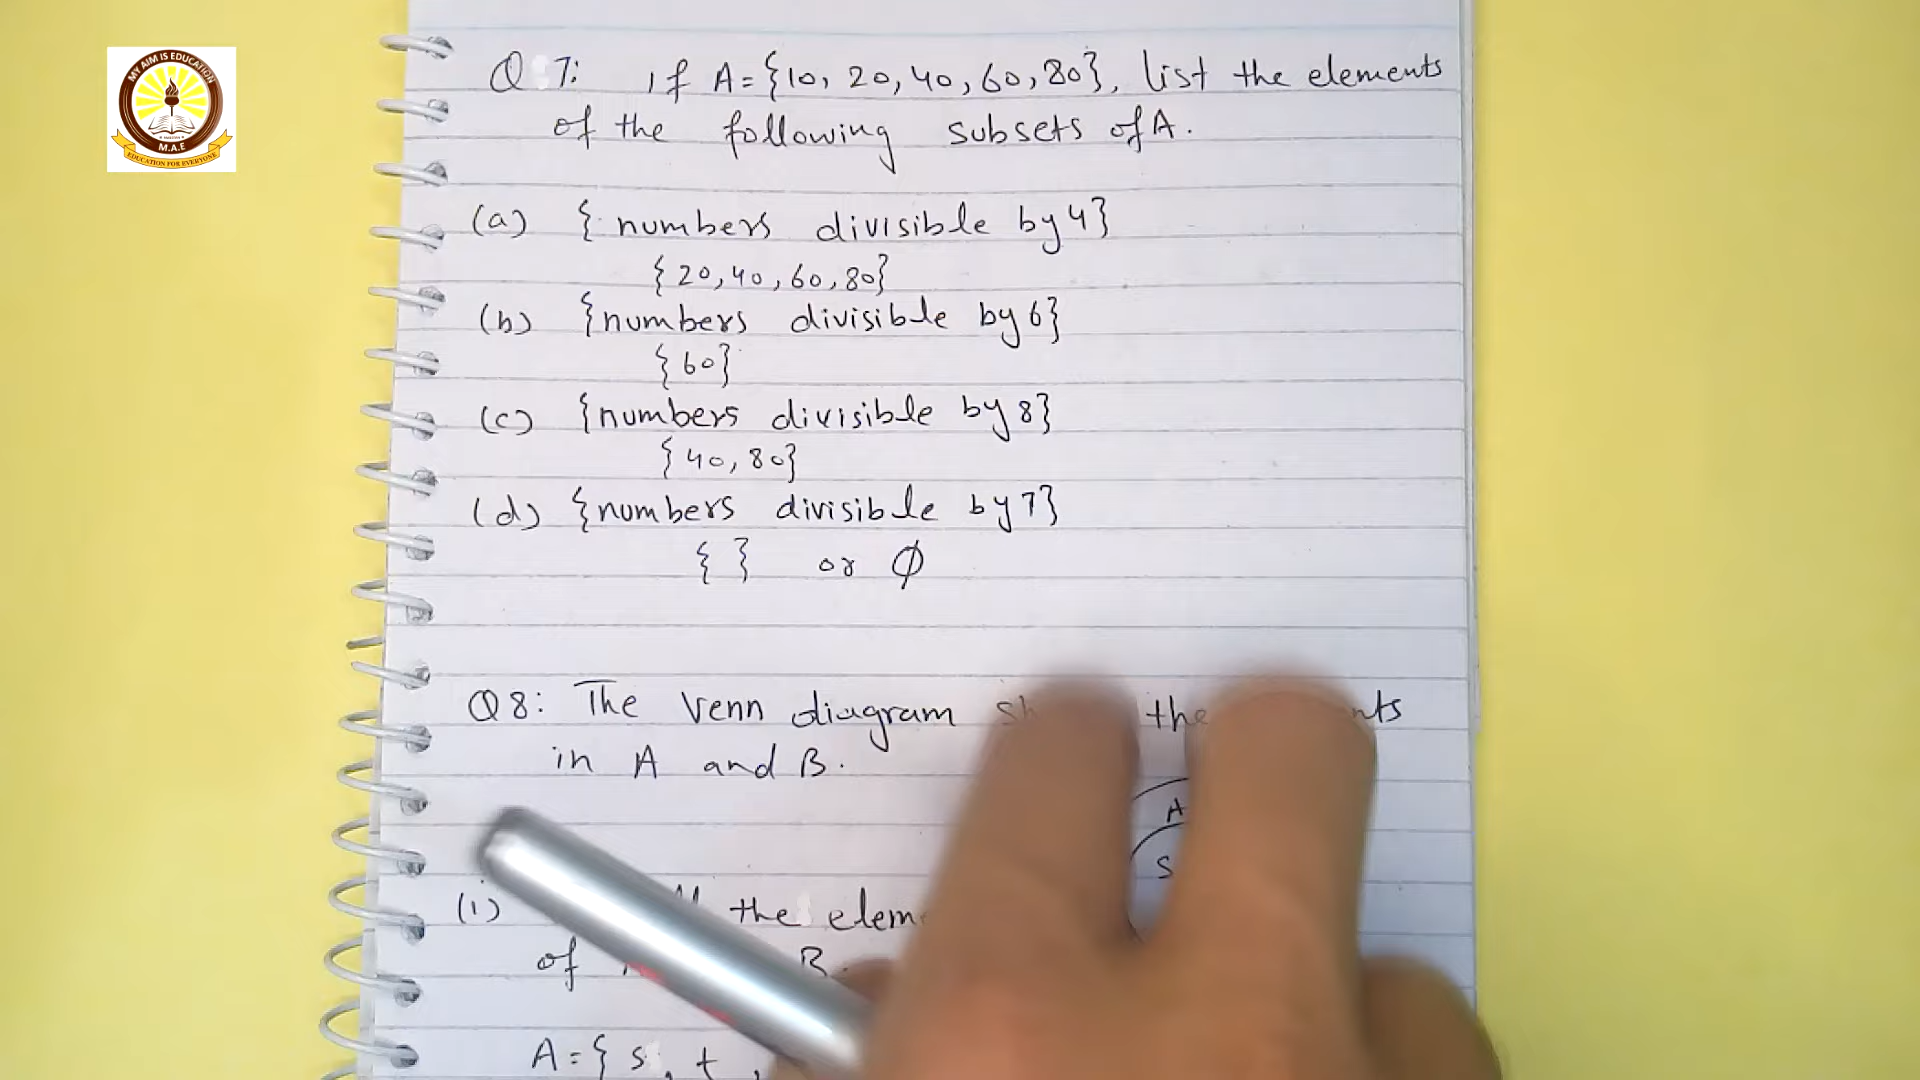 MY AIM IS EDUCATION
M.A.E
EDUCATION FOR EVERYONE
Q 7: If A={10, 20, 40, 60, 80}, list the elements
of the following subsets of A.
(a) { numbers divisible by 4}
{20, 40, 60, 80}
(b) {numbers divisible by 6}
{60}
(c) {numbers divisible by 8}
{40, 80}
(d) {numbers divisible by 7}
{ } or ∅
Q8: The Venn diagram the
in A and B.
A
S
(i) the
of B.
A={ s, t,